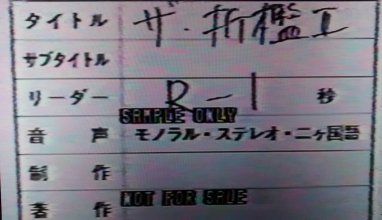 タイトル ザ・折檻I
サブタイトル
リーダー R-1 秒
SAMPLE ONLY
音声 モノラル・ステレオ・二ヶ国語
制作
NOT FOR SALE
著作